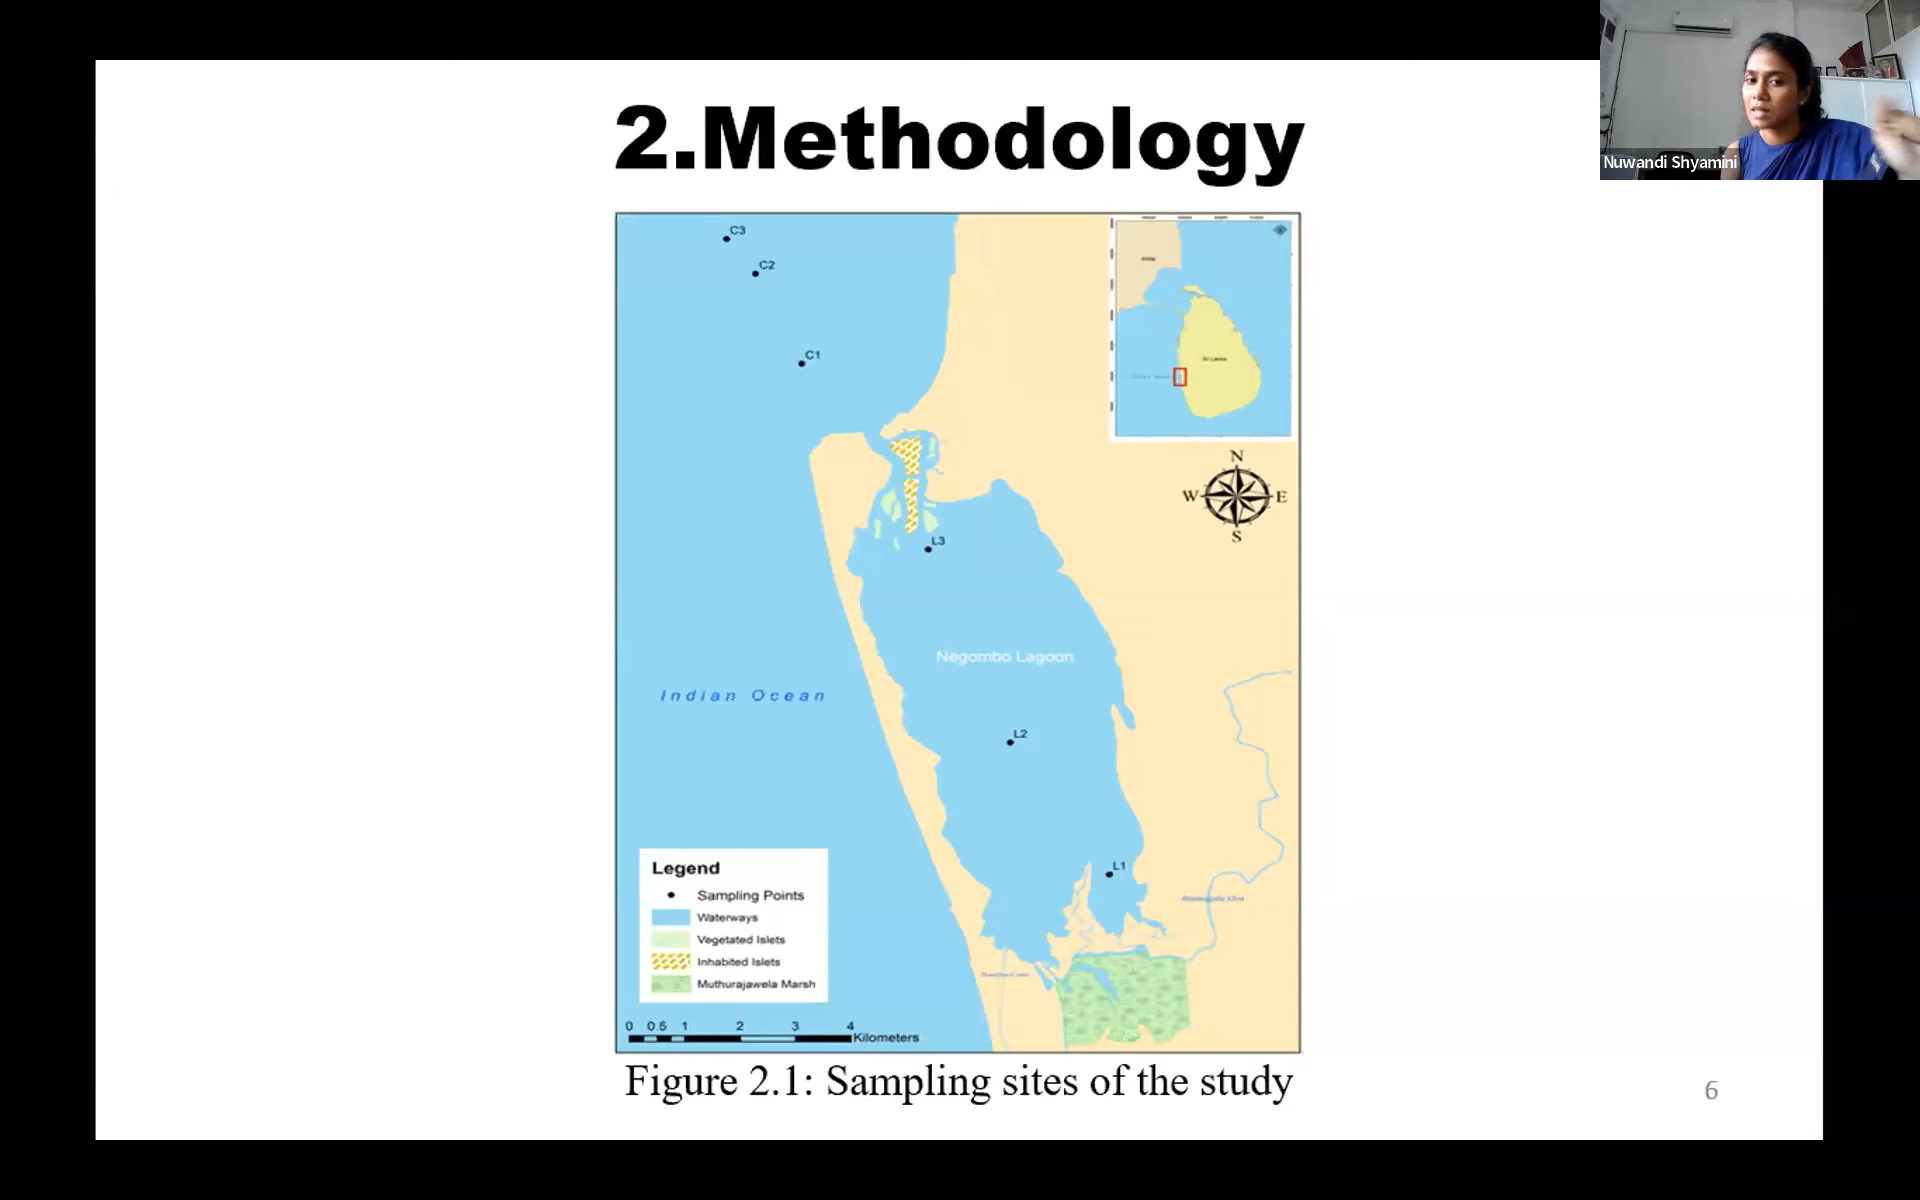 2.Methodology
Nuwandi Shyamini
C3
C2
C1
Sri Lanka
N
W E
S
L3
Negombo Lagoon
Indian Ocean
L2
L1
Legend
Sampling Points
Waterways
Vegetated Islets
Inhabited Islets
Muthurajawela Marsh
0 0.5 1 2 3 4
Kilometers
Figure 2.1: Sampling sites of the study
6